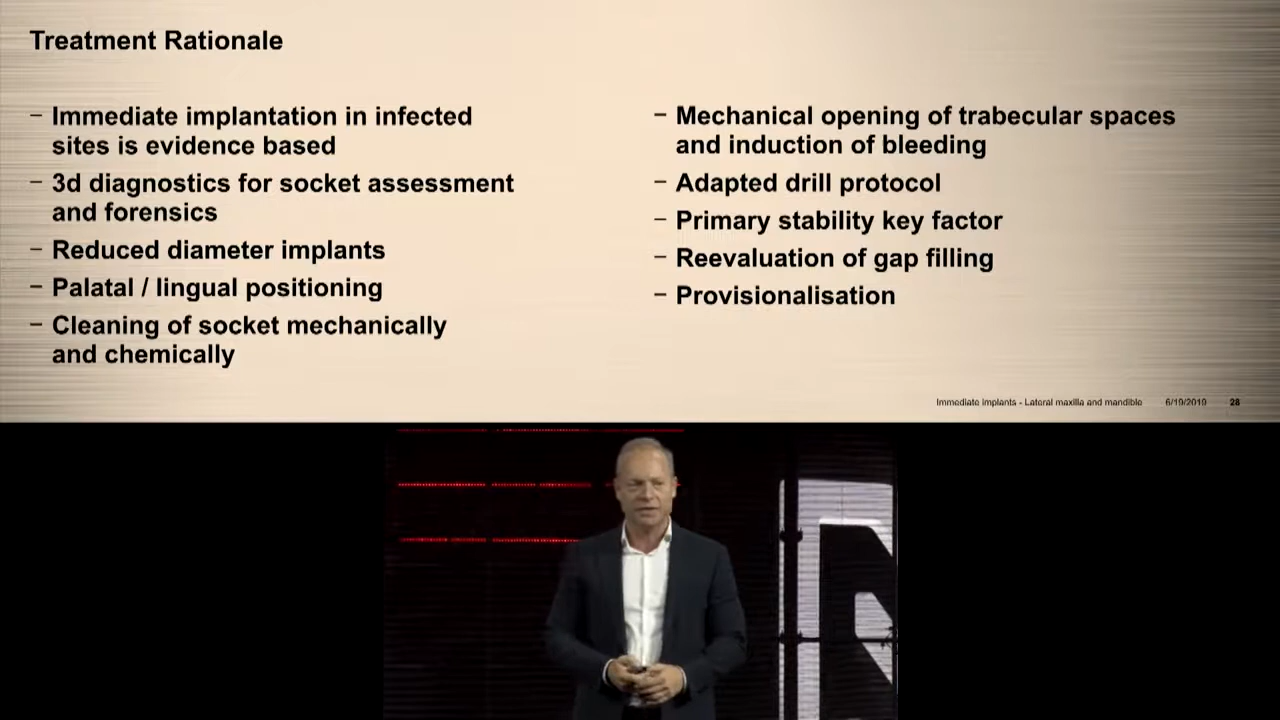 Treatment Rationale
– Immediate implantation in infected
sites is evidence based
– 3d diagnostics for socket assessment
and forensics
– Reduced diameter implants
– Palatal / lingual positioning
– Cleaning of socket mechanically
and chemically
– Mechanical opening of trabecular spaces
and induction of bleeding
– Adapted drill protocol
– Primary stability key factor
– Reevaluation of gap filling
– Provisionalisation
Immediate Implants - Lateral maxilla and mandible 6/19/2019 28